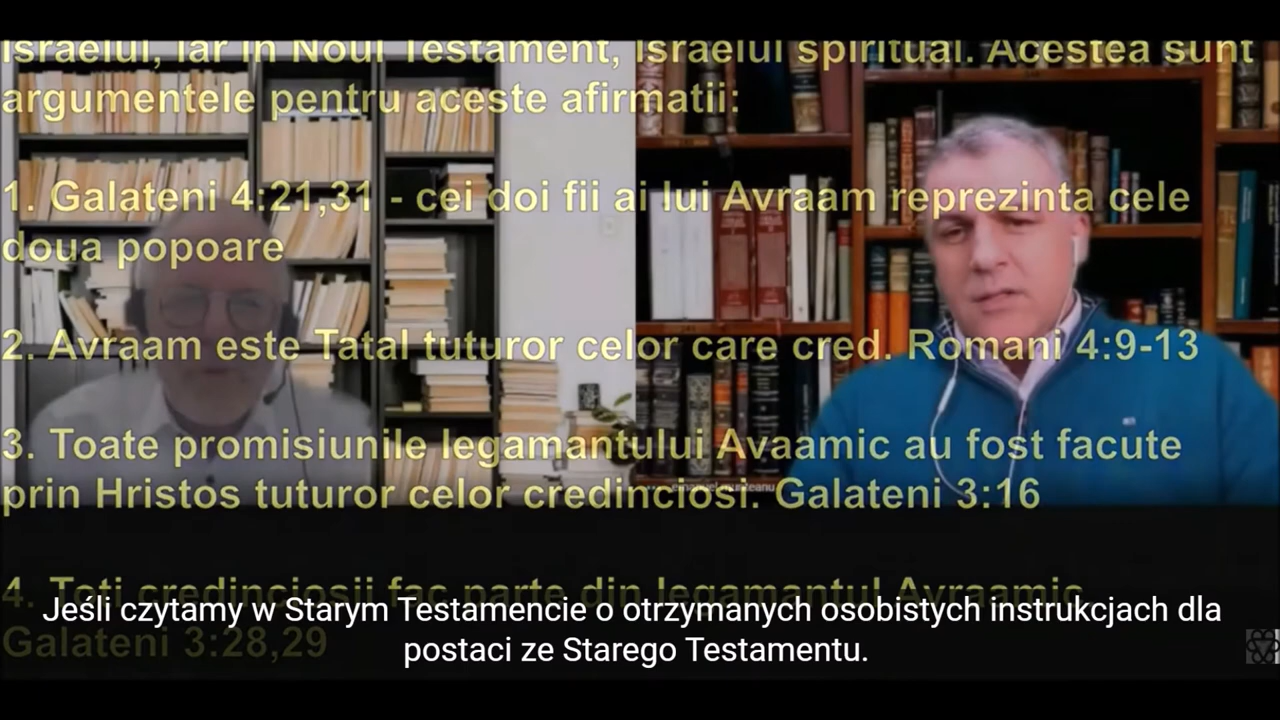 Israelul, iar in Noul Testament, Israelul spiritual. Acestea sunt
argumentele pentru aceste afirmatii:
1. Galateni 4:21,31 - cei doi fii ai lui Avraam reprezinta cele
doua popoare
2. Avraam este Tatal tuturor celor care cred. Romani 4:9-13
3. Toate promisiunile legamantului Avaamic au fost facute
prin Hristos tuturor celor credinciosi. Galateni 3:16
emanuel munteanu
4. Toti credinciosii fac parte din legamantul Avraamic
Galateni 3:28,29
Jeśli czytamy w Starym Testamencie o otrzymanych osobistych instrukcjach dla
postaci ze Starego Testamentu.